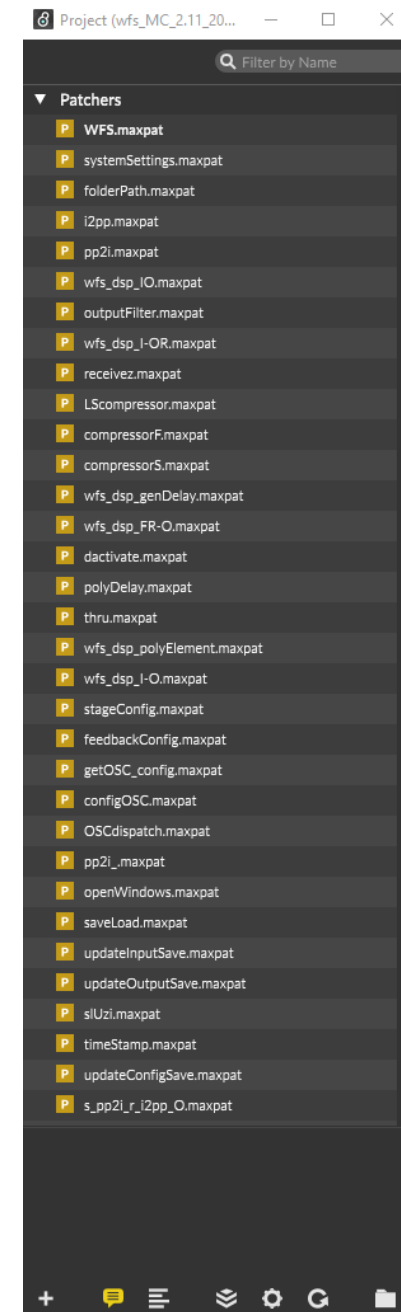 Project (wfs_MC_2.11_20...
Filter by Name
Patchers
P WFS.maxpat
P systemSettings.maxpat
P folderPath.maxpat
P i2pp.maxpat
P pp2i.maxpat
P wfs_dsp_IO.maxpat
P outputFilter.maxpat
P wfs_dsp_I-OR.maxpat
P receivez.maxpat
P LScompressor.maxpat
P compressorF.maxpat
P compressorS.maxpat
P wfs_dsp_genDelay.maxpat
P wfs_dsp_FR-O.maxpat
P dactivate.maxpat
P polyDelay.maxpat
P thru.maxpat
P wfs_dsp_polyElement.maxpat
P wfs_dsp_I-O.maxpat
P stageConfig.maxpat
P feedbackConfig.maxpat
P getOSC_config.maxpat
P configOSC.maxpat
P OSCdispatch.maxpat
P pp2i_.maxpat
P openWindows.maxpat
P saveLoad.maxpat
P updateInputSave.maxpat
P updateOutputSave.maxpat
P slUzi.maxpat
P timeStamp.maxpat
P updateConfigSave.maxpat
P s_pp2i_r_i2pp_O.maxpat